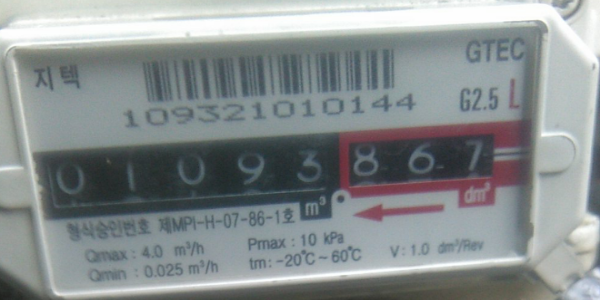 지텍 GTEC
109321010144
G2.5 L
01093 867
m³ dm³
형식승인번호 제MPI-H-07-86-1호
Qmax : 4.0 m³/h Pmax : 10 kPa
Qmin : 0.025 m³/h tm: -20℃ ~ 60℃ V : 1.0 dm³/Rev